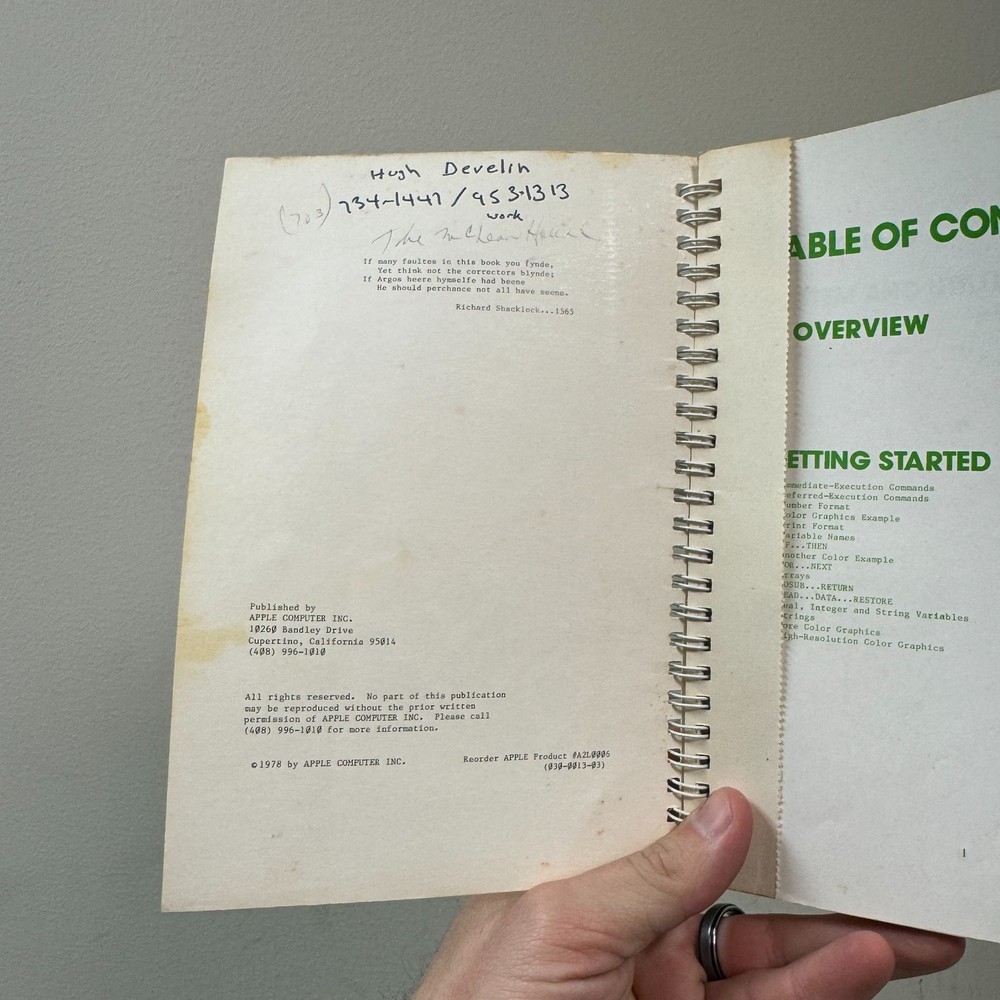 Hugh Develin
(703) 734-1447 / 953-1313
work
The McLean House
If many faultes in this book you fynde,
Yet think not the correctors blynde;
If Argos heere hymselfe had beene
He should perchance not all have seene.
Richard Shacklock...1565
Published by
APPLE COMPUTER INC.
10260 Bandley Drive
Cupertino, California 95014
(408) 996-1010
All rights reserved. No part of this publication
may be reproduced without the prior written
permission of APPLE COMPUTER INC. Please call
(408) 996-1010 for more information.
©1978 by APPLE COMPUTER INC.
Reorder APPLE Product #A2L0006
(030-0013-03)
ABLE OF CON
OVERVIEW
ETTING STARTED
mmediate-Execution Commands
eferred-Execution Commands
umber Format
olor Graphics Example
rint Format
ariable Names
F...THEN
nother Color Example
OR...NEXT
rrays
OSUB...RETURN
EAD...DATA...RESTORE
eal, Integer and String Variables
trings
ore Color Graphics
igh-Resolution Color Graphics